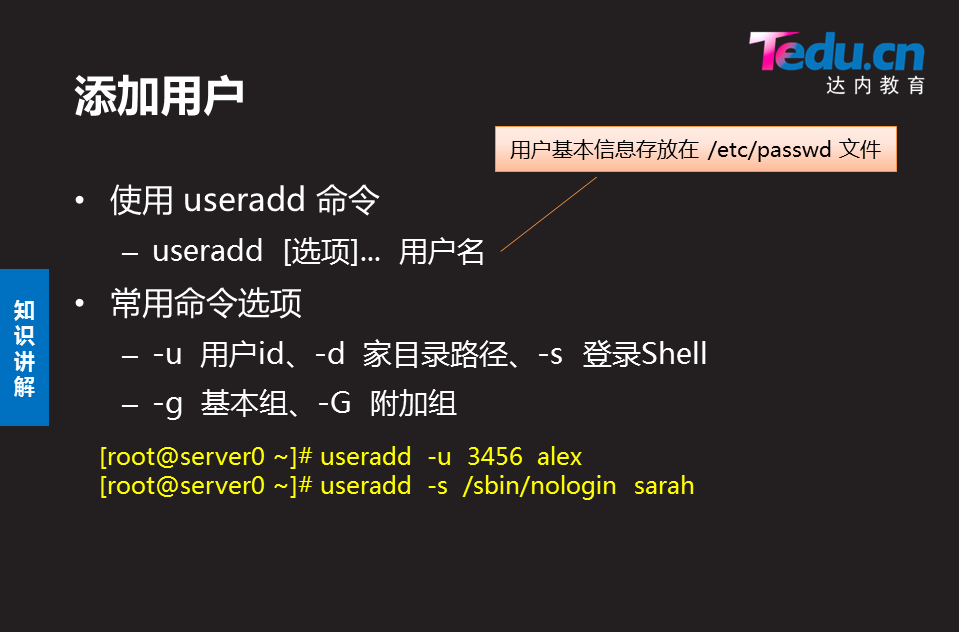 Tedu.cn
达内教育
添加用户
用户基本信息存放在 /etc/passwd 文件
• 使用 useradd 命令
– useradd [选项]... 用户名
• 常用命令选项
– -u 用户id、-d 家目录路径、-s 登录Shell
– -g 基本组、-G 附加组
知识讲解
[root@server0 ~]# useradd -u 3456 alex
[root@server0 ~]# useradd -s /sbin/nologin sarah